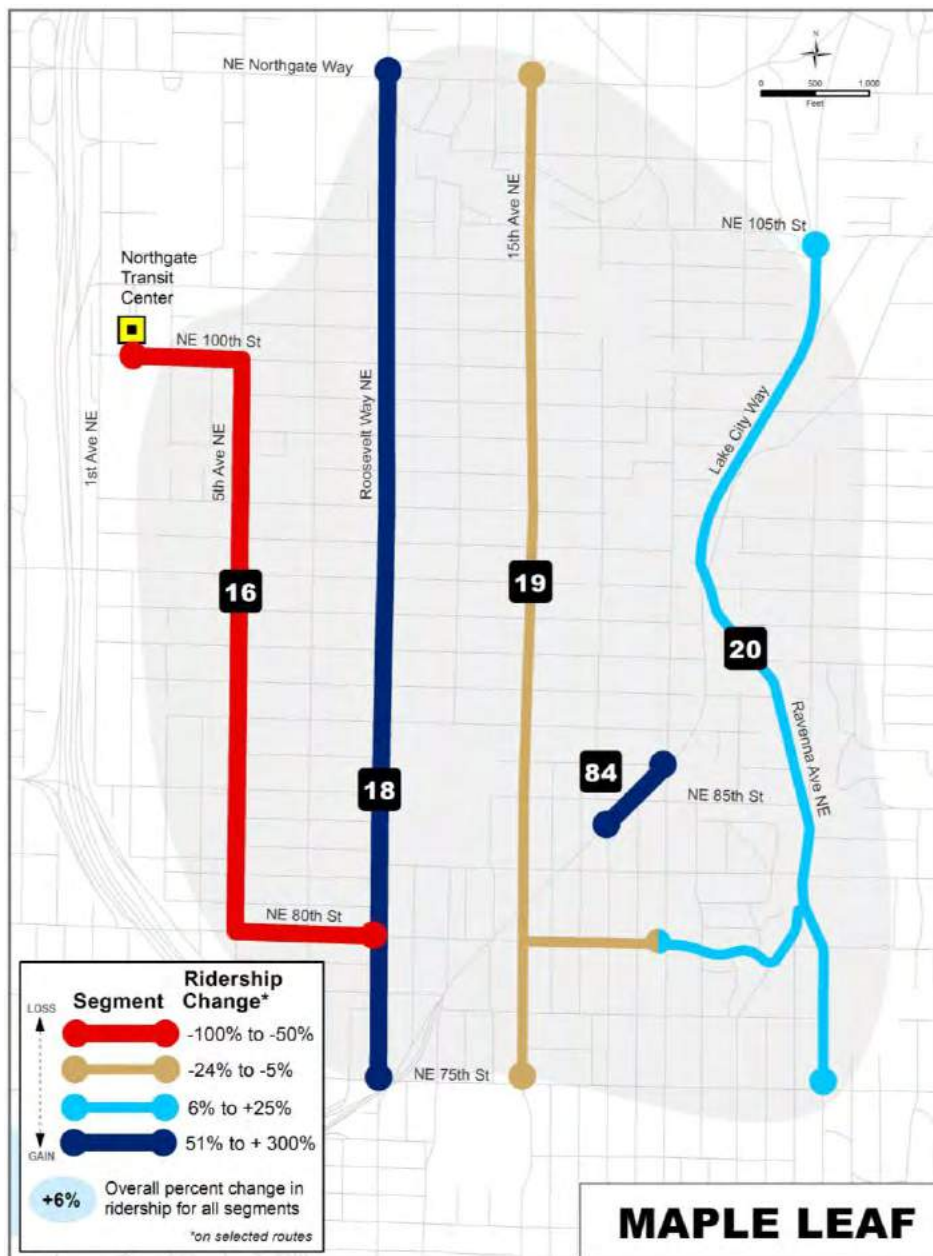 NE Northgate Way
N
0 500 1,000
Feet
15th Ave NE
NE 105th St
Northgate
Transit
Center
NE 100th St
1st Ave NE
5th Ave NE
Roosevelt Way NE
Lake City Way
16
19
20
Ravenna Ave NE
84
18
NE 85th St
NE 80th St
NE 75th St
Segment
Ridership
Change*
LOSS
-100% to -50%
-24% to -5%
6% to +25%
51% to + 300%
GAIN
+6%
Overall percent change in
ridership for all segments
*on selected routes
MAPLE LEAF